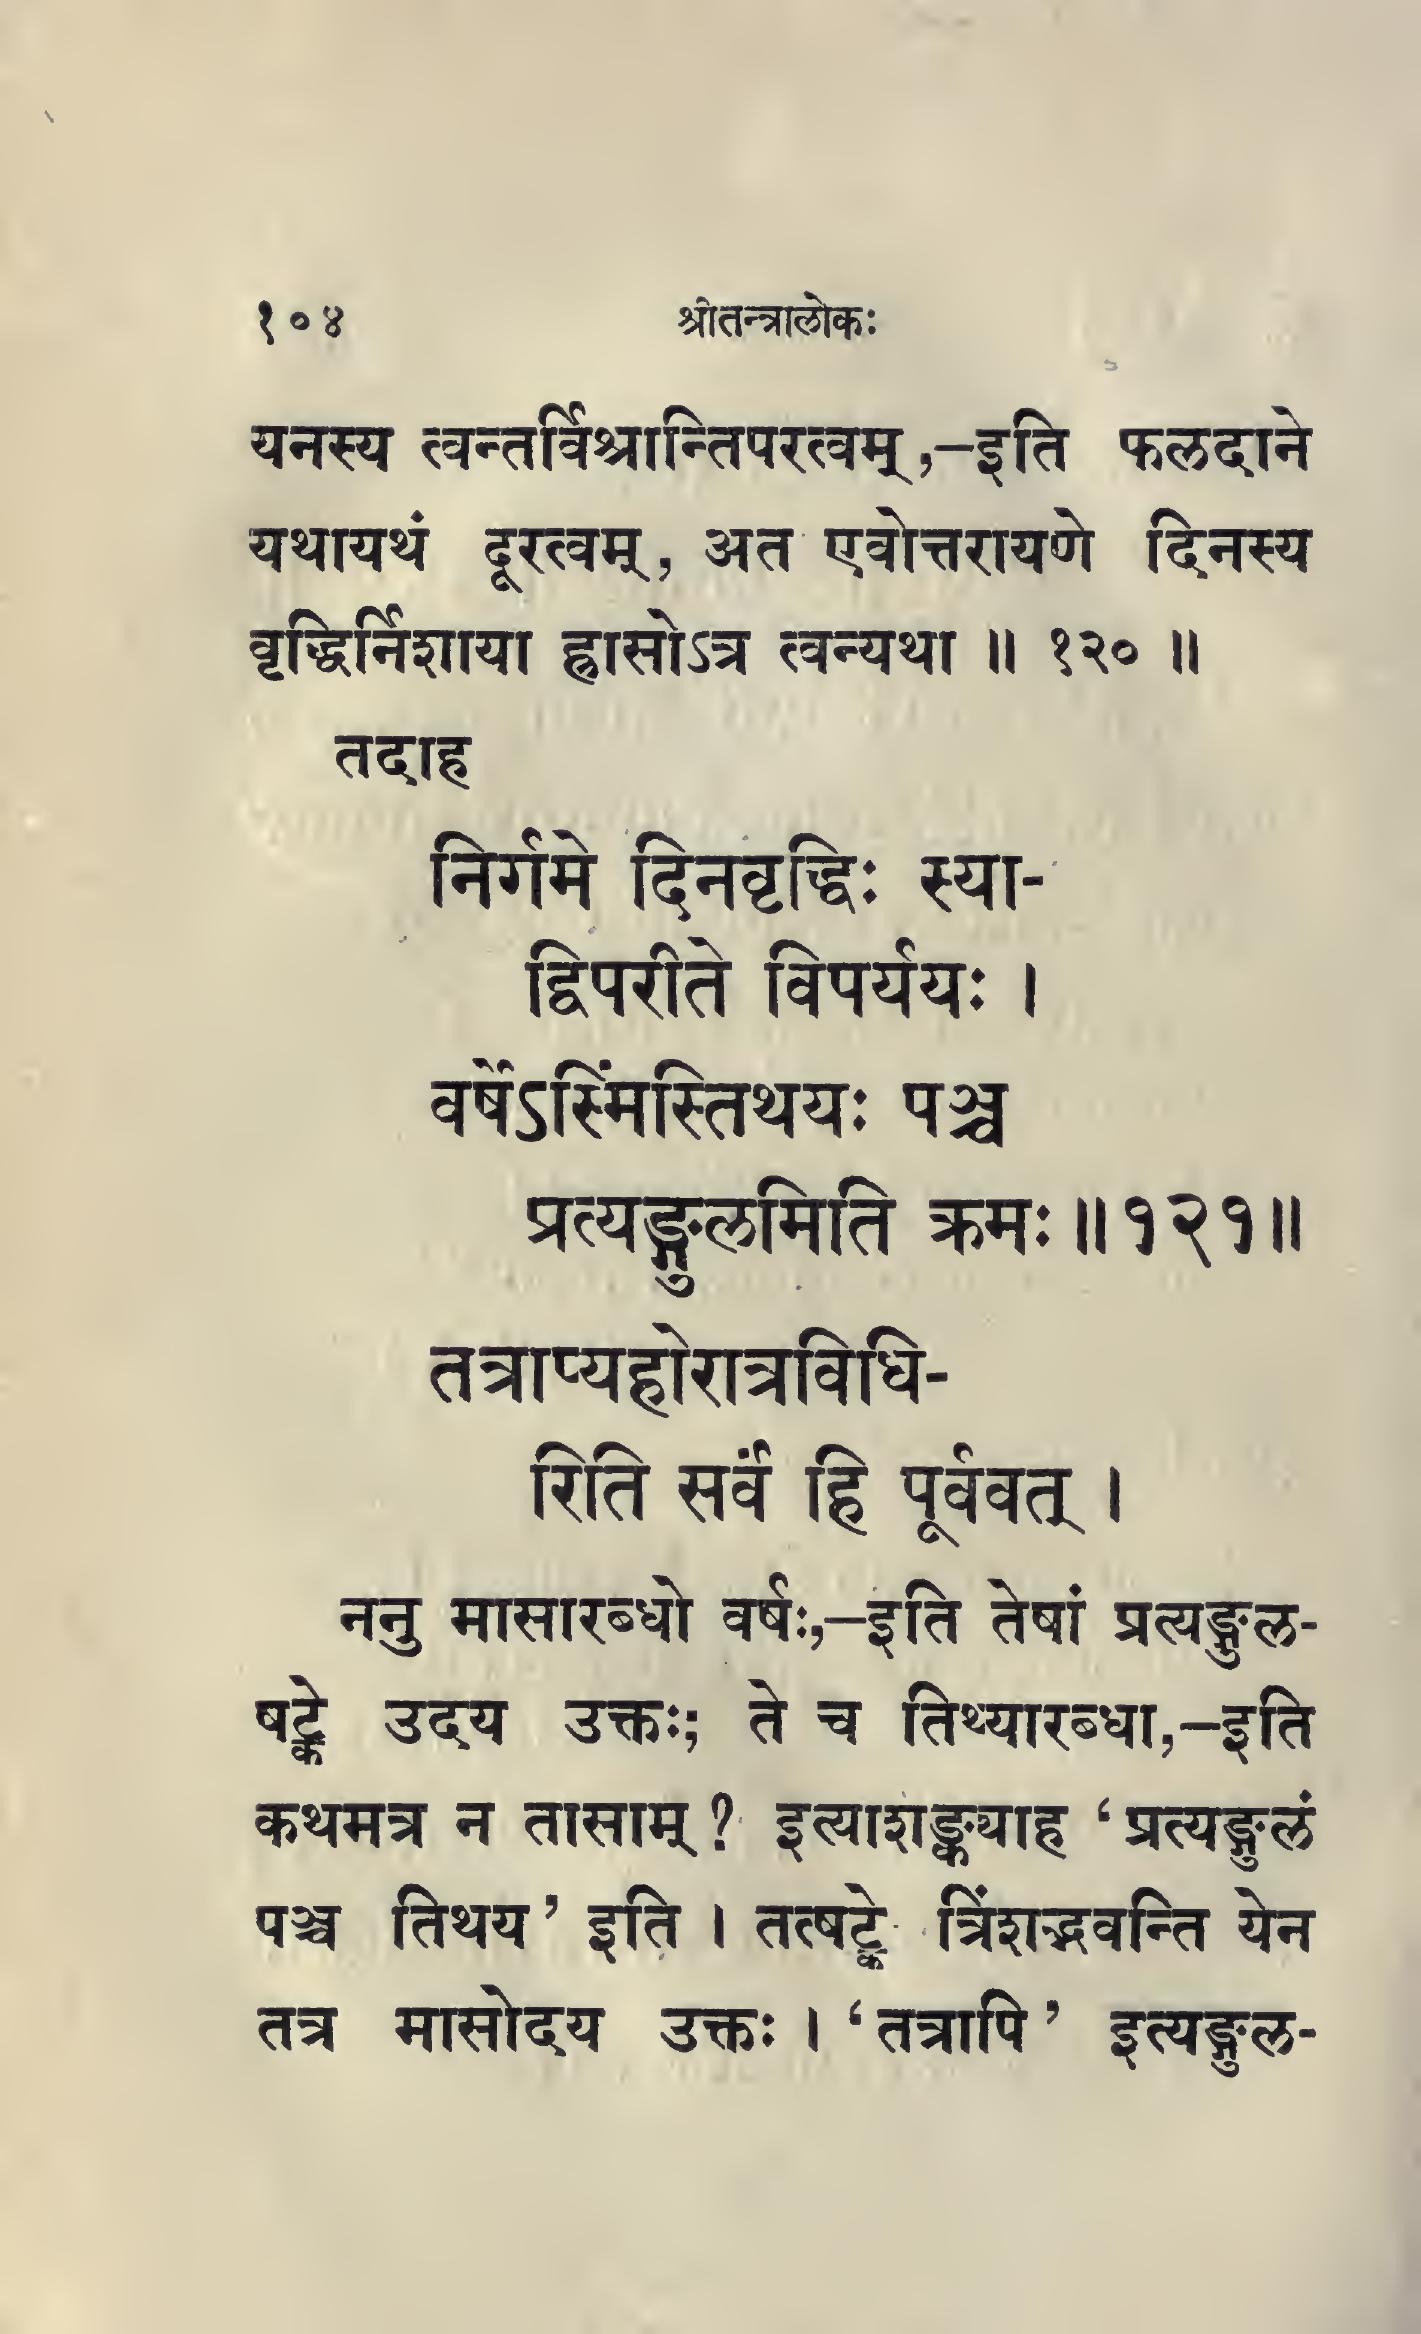 १०४ श्रीतन्त्रालोकः
यनस्य त्वन्तर्विश्रान्तिपरत्वम्,–इति फलदाने
यथायथं दूरत्वम्, अत एवोत्तरायणे दिनस्य
वृद्धिर्निशाया ह्रासोऽत्र त्वन्यथा ॥ १२० ॥
तदाह
निर्गमे दिनवृद्धिः स्या-
द्विपरीते विपर्ययः ।
वर्षेऽस्मिंस्तिथयः पञ्च
प्रत्यङ्गुलमिति क्रमः ॥ १२१ ॥
तत्राप्यहोरात्रविधि-
रिति सर्वं हि पूर्ववत् ।
ननु मासारब्धो वर्षः,–इति तेषां प्रत्यङ्गुल-
षट्के उदय उक्तः; ते च तिथ्यारब्धा,–इति
कथमत्र न तासाम् ? इत्याशङ्क्याह ‘प्रत्यङ्गुलं
पञ्च तिथय’ इति । तत्षट्के त्रिंशद्भवन्ति येन
तत्र मासोदय उक्तः । ‘तत्रापि’ इत्यङ्गुल-